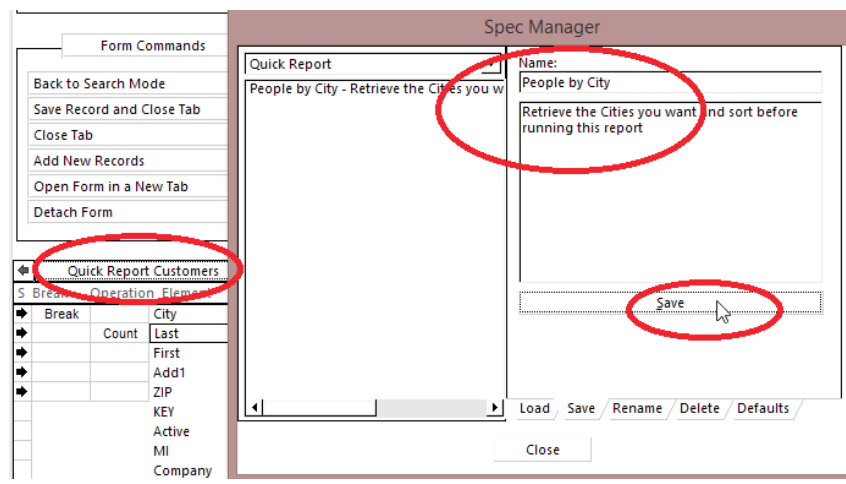 Spec Manager
Form Commands
Back to Search Mode
Save Record and Close Tab
Close Tab
Add New Records
Open Form in a New Tab
Detach Form
Quick Report Customers
S Break Operation Element
Break City
Count Last
First
Add1
ZIP
KEY
Active
MI
Company
Quick Report
People by City - Retrieve the Cities you w
Name:
People by City
Retrieve the Cities you want and sort before
running this report
Save
Load Save Rename Delete Defaults
Close